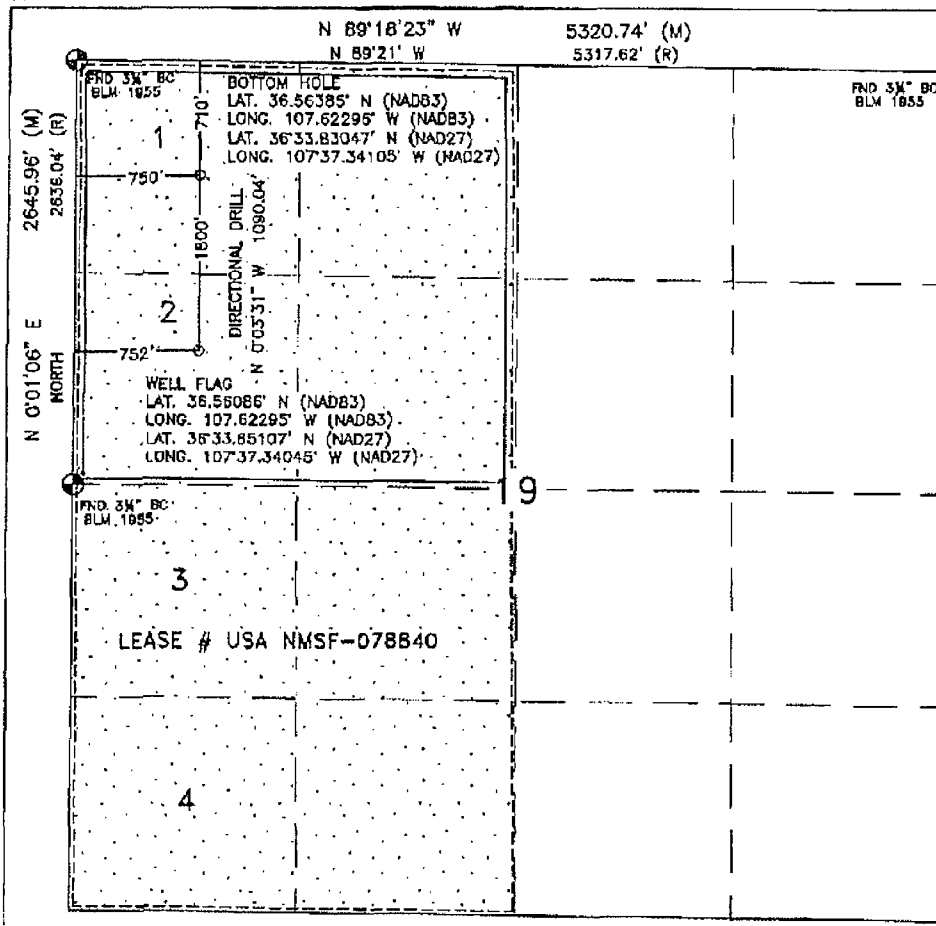 N 89°18'23" W 5320.74' (M)
N 89°21' W 5317.62' (R)
FND 3¼" BC
BLM 1955
FND 3¼" BC
BLM 1955
BOTTOM HOLE
LAT. 36.56385° N (NAD83)
LONG. 107.62295° W (NAD83)
LAT. 36°33.83047' N (NAD27)
LONG. 107°37.34105' W (NAD27)
1
710'
750'
1800'
2645.96' (M)
2636.04' (R)
N 0°01'06" E
NORTH
DIRECTIONAL DRILL
N 0°03'31" W 1090.04'
2
752'
WELL FLAG
LAT. 36.56086° N (NAD83)
LONG. 107.62295° W (NAD83)
LAT. 36°33.65107' N (NAD27)
LONG. 107°37.34045' W (NAD27)
19
FND 3¼" BC
BLM 1955
3
LEASE # USA NMSF-078840
4